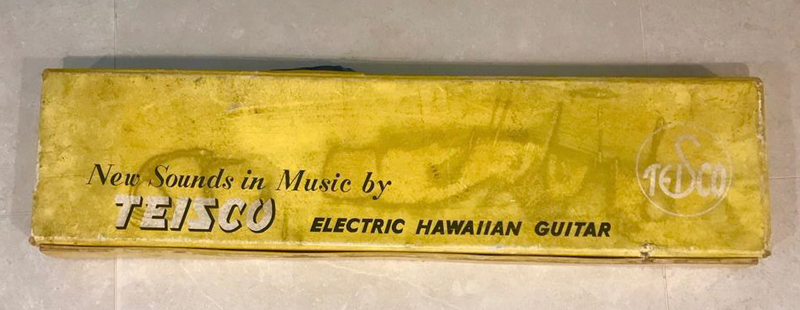 New Sounds in Music by
TEISCO
ELECTRIC HAWAIIAN GUITAR
TEISCO